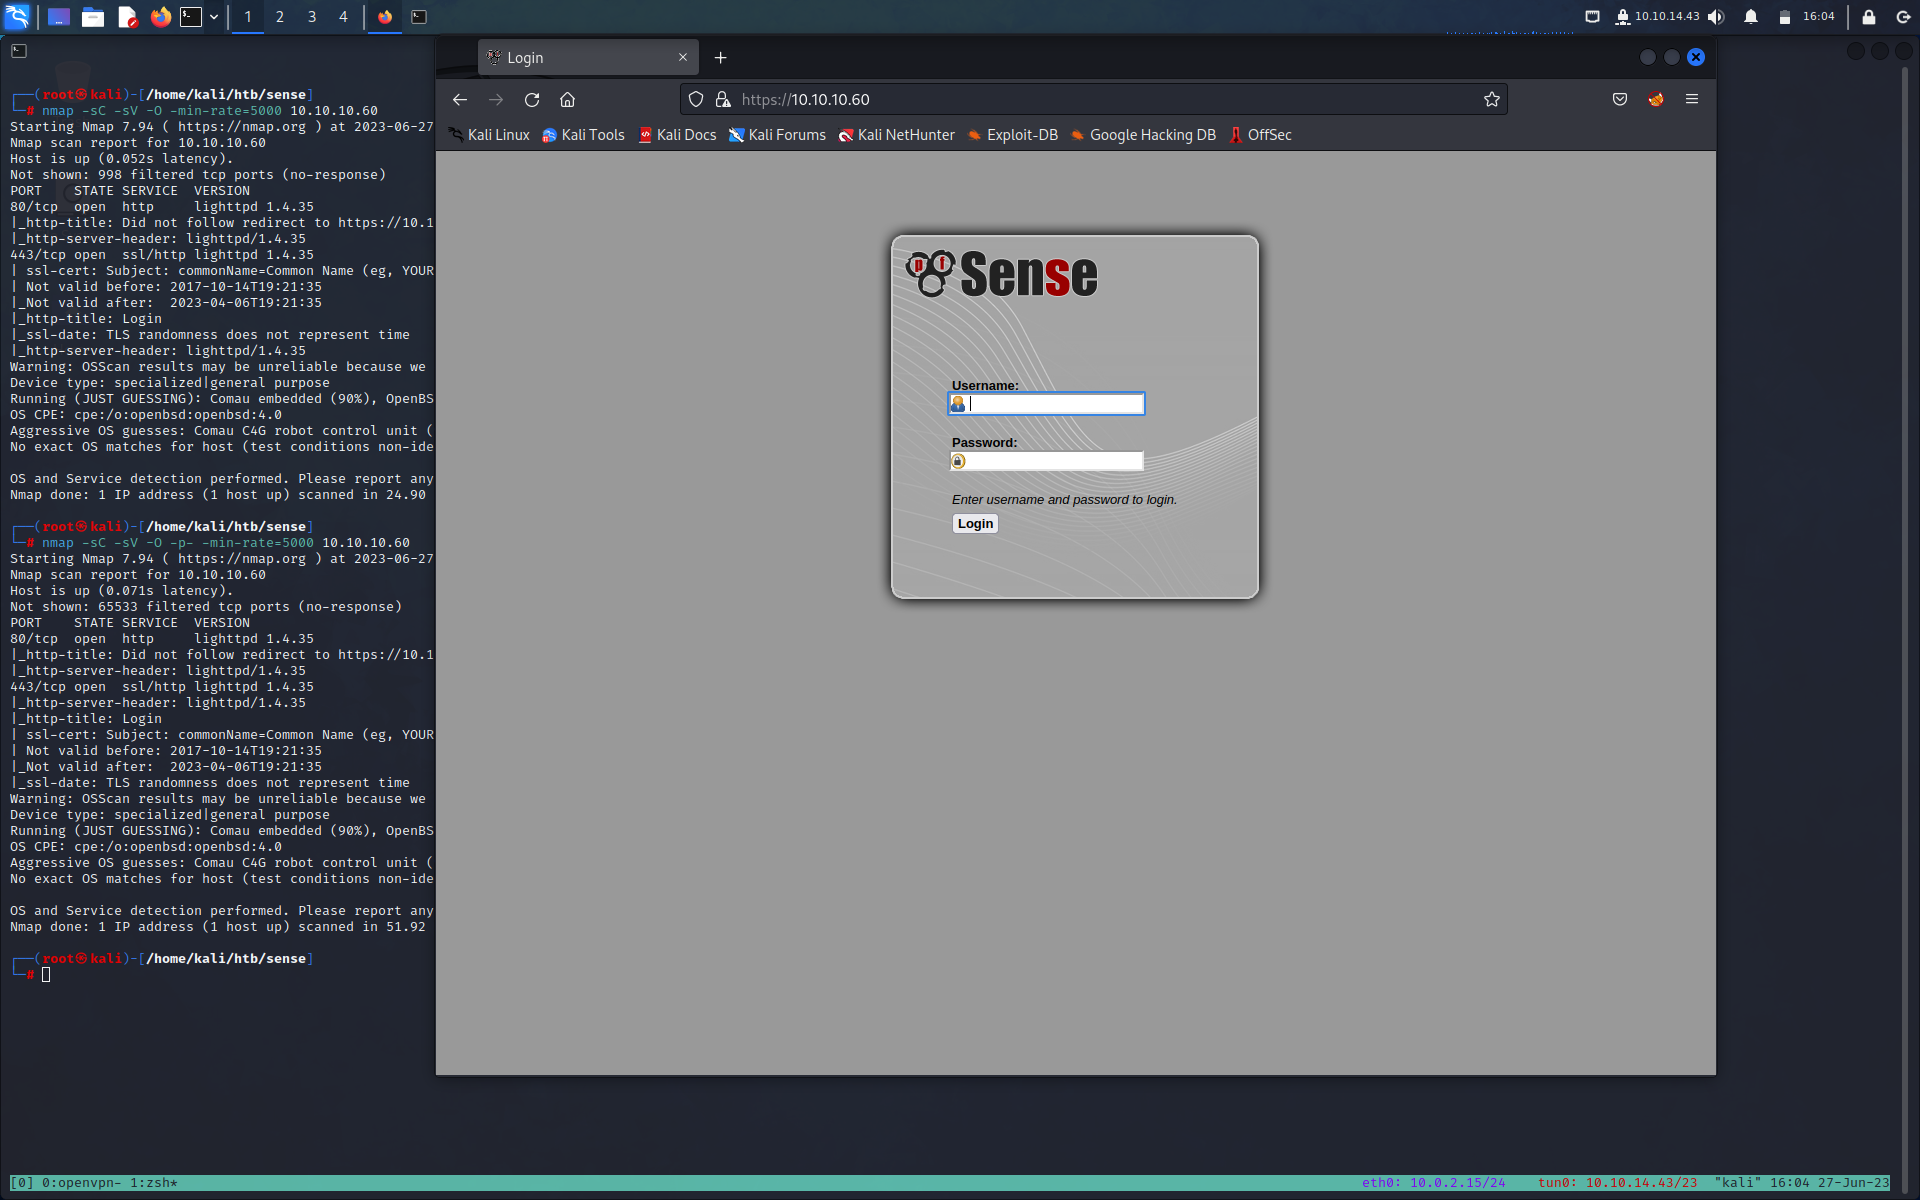 1 2 3 4
10.10.14.43 16:04
┌──(root㉿kali)-[/home/kali/htb/sense]
└─# nmap -sC -sV -O -min-rate=5000 10.10.10.60
Starting Nmap 7.94 ( https://nmap.org ) at 2023-06-27
Nmap scan report for 10.10.10.60
Host is up (0.052s latency).
Not shown: 998 filtered tcp ports (no-response)
PORT    STATE SERVICE  VERSION
80/tcp  open  http     lighttpd 1.4.35
|_http-title: Did not follow redirect to https://10.1
|_http-server-header: lighttpd/1.4.35
443/tcp open  ssl/http lighttpd 1.4.35
| ssl-cert: Subject: commonName=Common Name (eg, YOUR
| Not valid before: 2017-10-14T19:21:35
|_Not valid after:  2023-04-06T19:21:35
|_http-title: Login
|_ssl-date: TLS randomness does not represent time
|_http-server-header: lighttpd/1.4.35
Warning: OSScan results may be unreliable because we
Device type: specialized|general purpose
Running (JUST GUESSING): Comau embedded (90%), OpenBS
OS CPE: cpe:/o:openbsd:openbsd:4.0
Aggressive OS guesses: Comau C4G robot control unit (
No exact OS matches for host (test conditions non-ide
OS and Service detection performed. Please report any
Nmap done: 1 IP address (1 host up) scanned in 24.90
┌──(root㉿kali)-[/home/kali/htb/sense]
└─# nmap -sC -sV -O -p- -min-rate=5000 10.10.10.60
Starting Nmap 7.94 ( https://nmap.org ) at 2023-06-27
Nmap scan report for 10.10.10.60
Host is up (0.071s latency).
Not shown: 65533 filtered tcp ports (no-response)
PORT    STATE SERVICE  VERSION
80/tcp  open  http     lighttpd 1.4.35
|_http-title: Did not follow redirect to https://10.1
|_http-server-header: lighttpd/1.4.35
443/tcp open  ssl/http lighttpd 1.4.35
|_http-server-header: lighttpd/1.4.35
|_http-title: Login
| ssl-cert: Subject: commonName=Common Name (eg, YOUR
| Not valid before: 2017-10-14T19:21:35
|_Not valid after:  2023-04-06T19:21:35
|_ssl-date: TLS randomness does not represent time
Warning: OSScan results may be unreliable because we
Device type: specialized|general purpose
Running (JUST GUESSING): Comau embedded (90%), OpenBS
OS CPE: cpe:/o:openbsd:openbsd:4.0
Aggressive OS guesses: Comau C4G robot control unit (
No exact OS matches for host (test conditions non-ide
OS and Service detection performed. Please report any
Nmap done: 1 IP address (1 host up) scanned in 51.92
┌──(root㉿kali)-[/home/kali/htb/sense]
└─#
Login
https://10.10.10.60
Kali Linux Kali Tools Kali Docs Kali Forums Kali NetHunter Exploit-DB Google Hacking DB OffSec
pf Sense
Username:
Password:
Enter username and password to login.
Login
[0] 0:openvpn- 1:zsh* eth0: 10.0.2.15/24 tun0: 10.10.14.43/23 "kali" 16:04 27-Jun-23